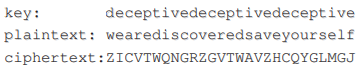 key: deceptivedeceptivedeceptive
plaintext: wearediscoveredsaveyourself
ciphertext:ZICVTWQNGRZGVTWAVZHCQYGLMGJ